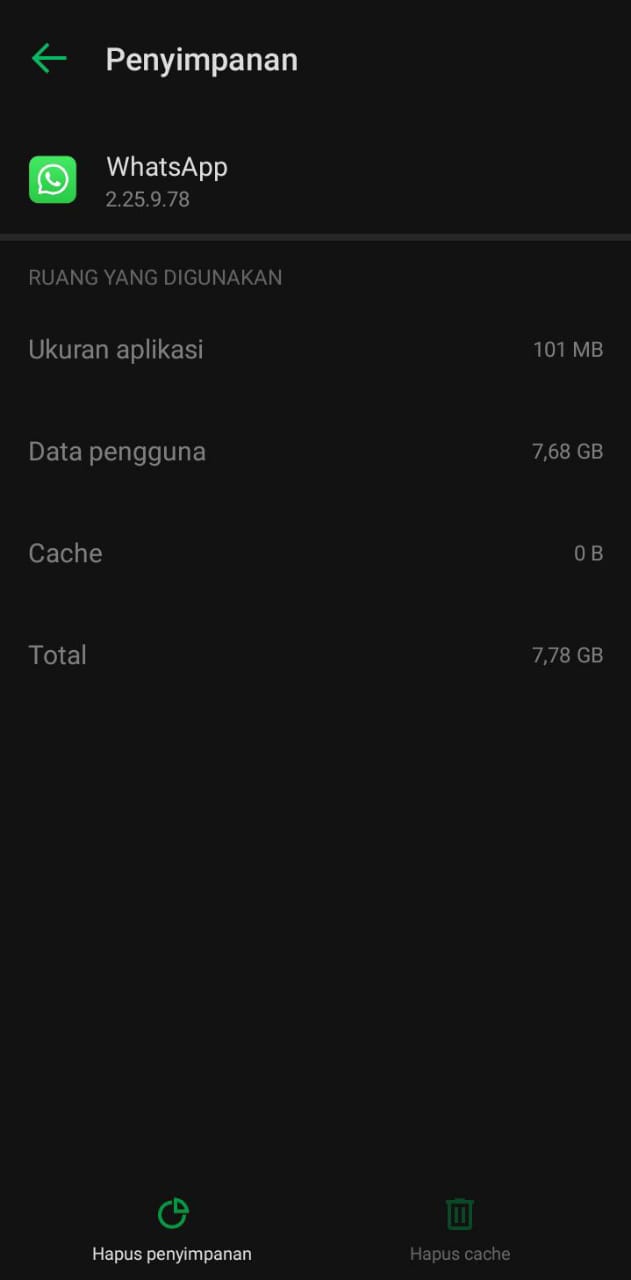 Penyimpanan
WhatsApp
2.25.9.78
RUANG YANG DIGUNAKAN
Ukuran aplikasi 101 MB
Data pengguna 7,68 GB
Cache 0 B
Total 7,78 GB
Hapus penyimpanan Hapus cache